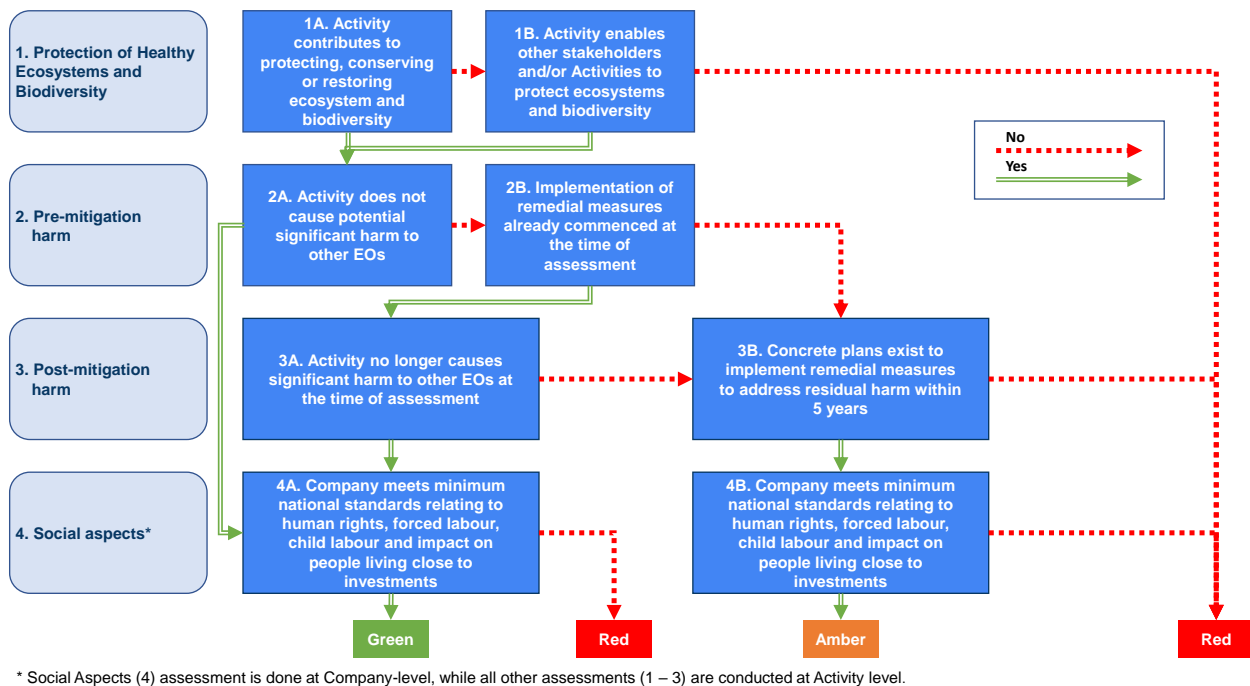 1. Protection of Healthy
Ecosystems and
Biodiversity
1A. Activity
contributes to
protecting, conserving
or restoring
ecosystem and
biodiversity
1B. Activity enables
other stakeholders
and/or Activities to
protect ecosystems
and biodiversity
No
Yes
2. Pre-mitigation
harm
2A. Activity does not
cause potential
significant harm to
other EOs
2B. Implementation of
remedial measures
already commenced at
the time of
assessment
3. Post-mitigation
harm
3A. Activity no longer causes
significant harm to other EOs at
the time of assessment
3B. Concrete plans exist to
implement remedial measures
to address residual harm within
5 years
4. Social aspects*
4A. Company meets minimum
national standards relating to
human rights, forced labour,
child labour and impact on
people living close to
investments
4B. Company meets minimum
national standards relating to
human rights, forced labour,
child labour and impact on
people living close to
investments
Green
Red
Amber
Red
* Social Aspects (4) assessment is done at Company-level, while all other assessments (1 – 3) are conducted at Activity level.